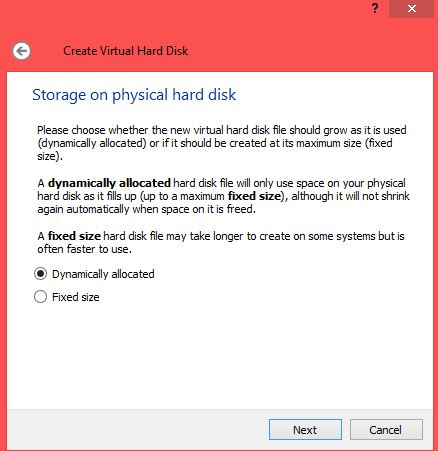 ?
Create Virtual Hard Disk
Storage on physical hard disk
Please choose whether the new virtual hard disk file should grow as it is used
(dynamically allocated) or if it should be created at its maximum size (fixed
size).
A dynamically allocated hard disk file will only use space on your physical
hard disk as it fills up (up to a maximum fixed size), although it will not shrink
again automatically when space on it is freed.
A fixed size hard disk file may take longer to create on some systems but is
often faster to use.
Dynamically allocated
Fixed size
Next
Cancel